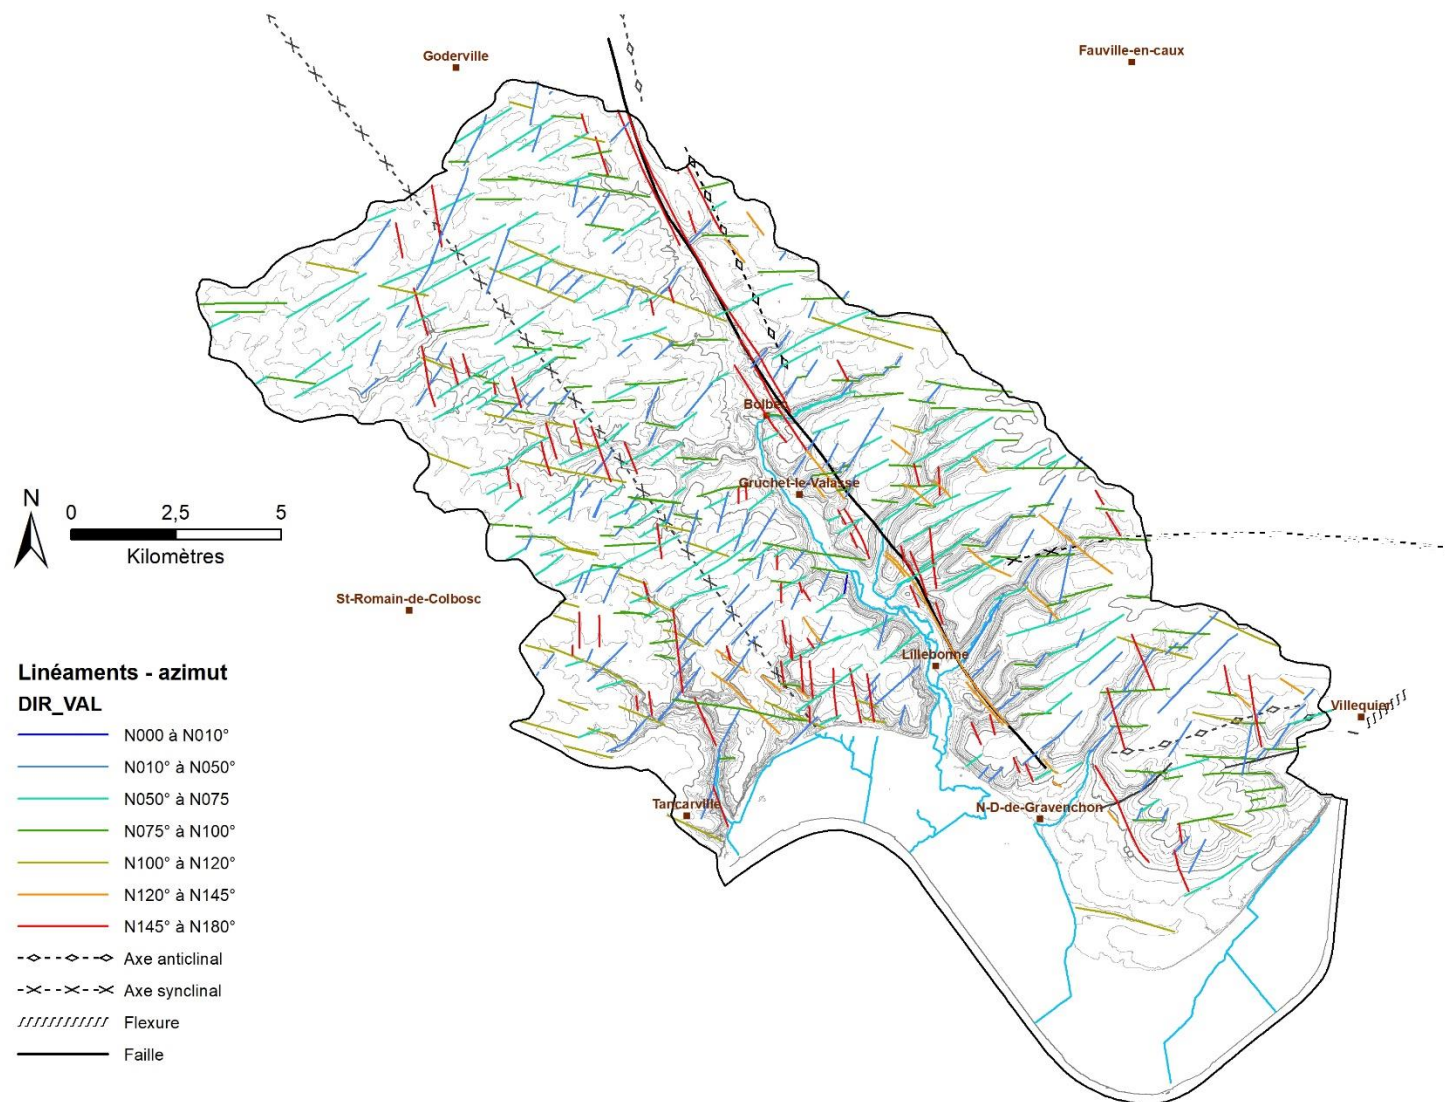 Goderville
Fauville-en-caux
Bolbec
Gruchet-le-Valasse
N
0 2,5 5
Kilomètres
St-Romain-de-Colbosc
Lillebonne
Villequier
Tancarville
N-D-de-Gravenchon
Linéaments - azimut
DIR_VAL
N000 à N010°
N010° à N050°
N050° à N075
N075° à N100°
N100° à N120°
N120° à N145°
N145° à N180°
Axe anticlinal
Axe synclinal
Flexure
Faille